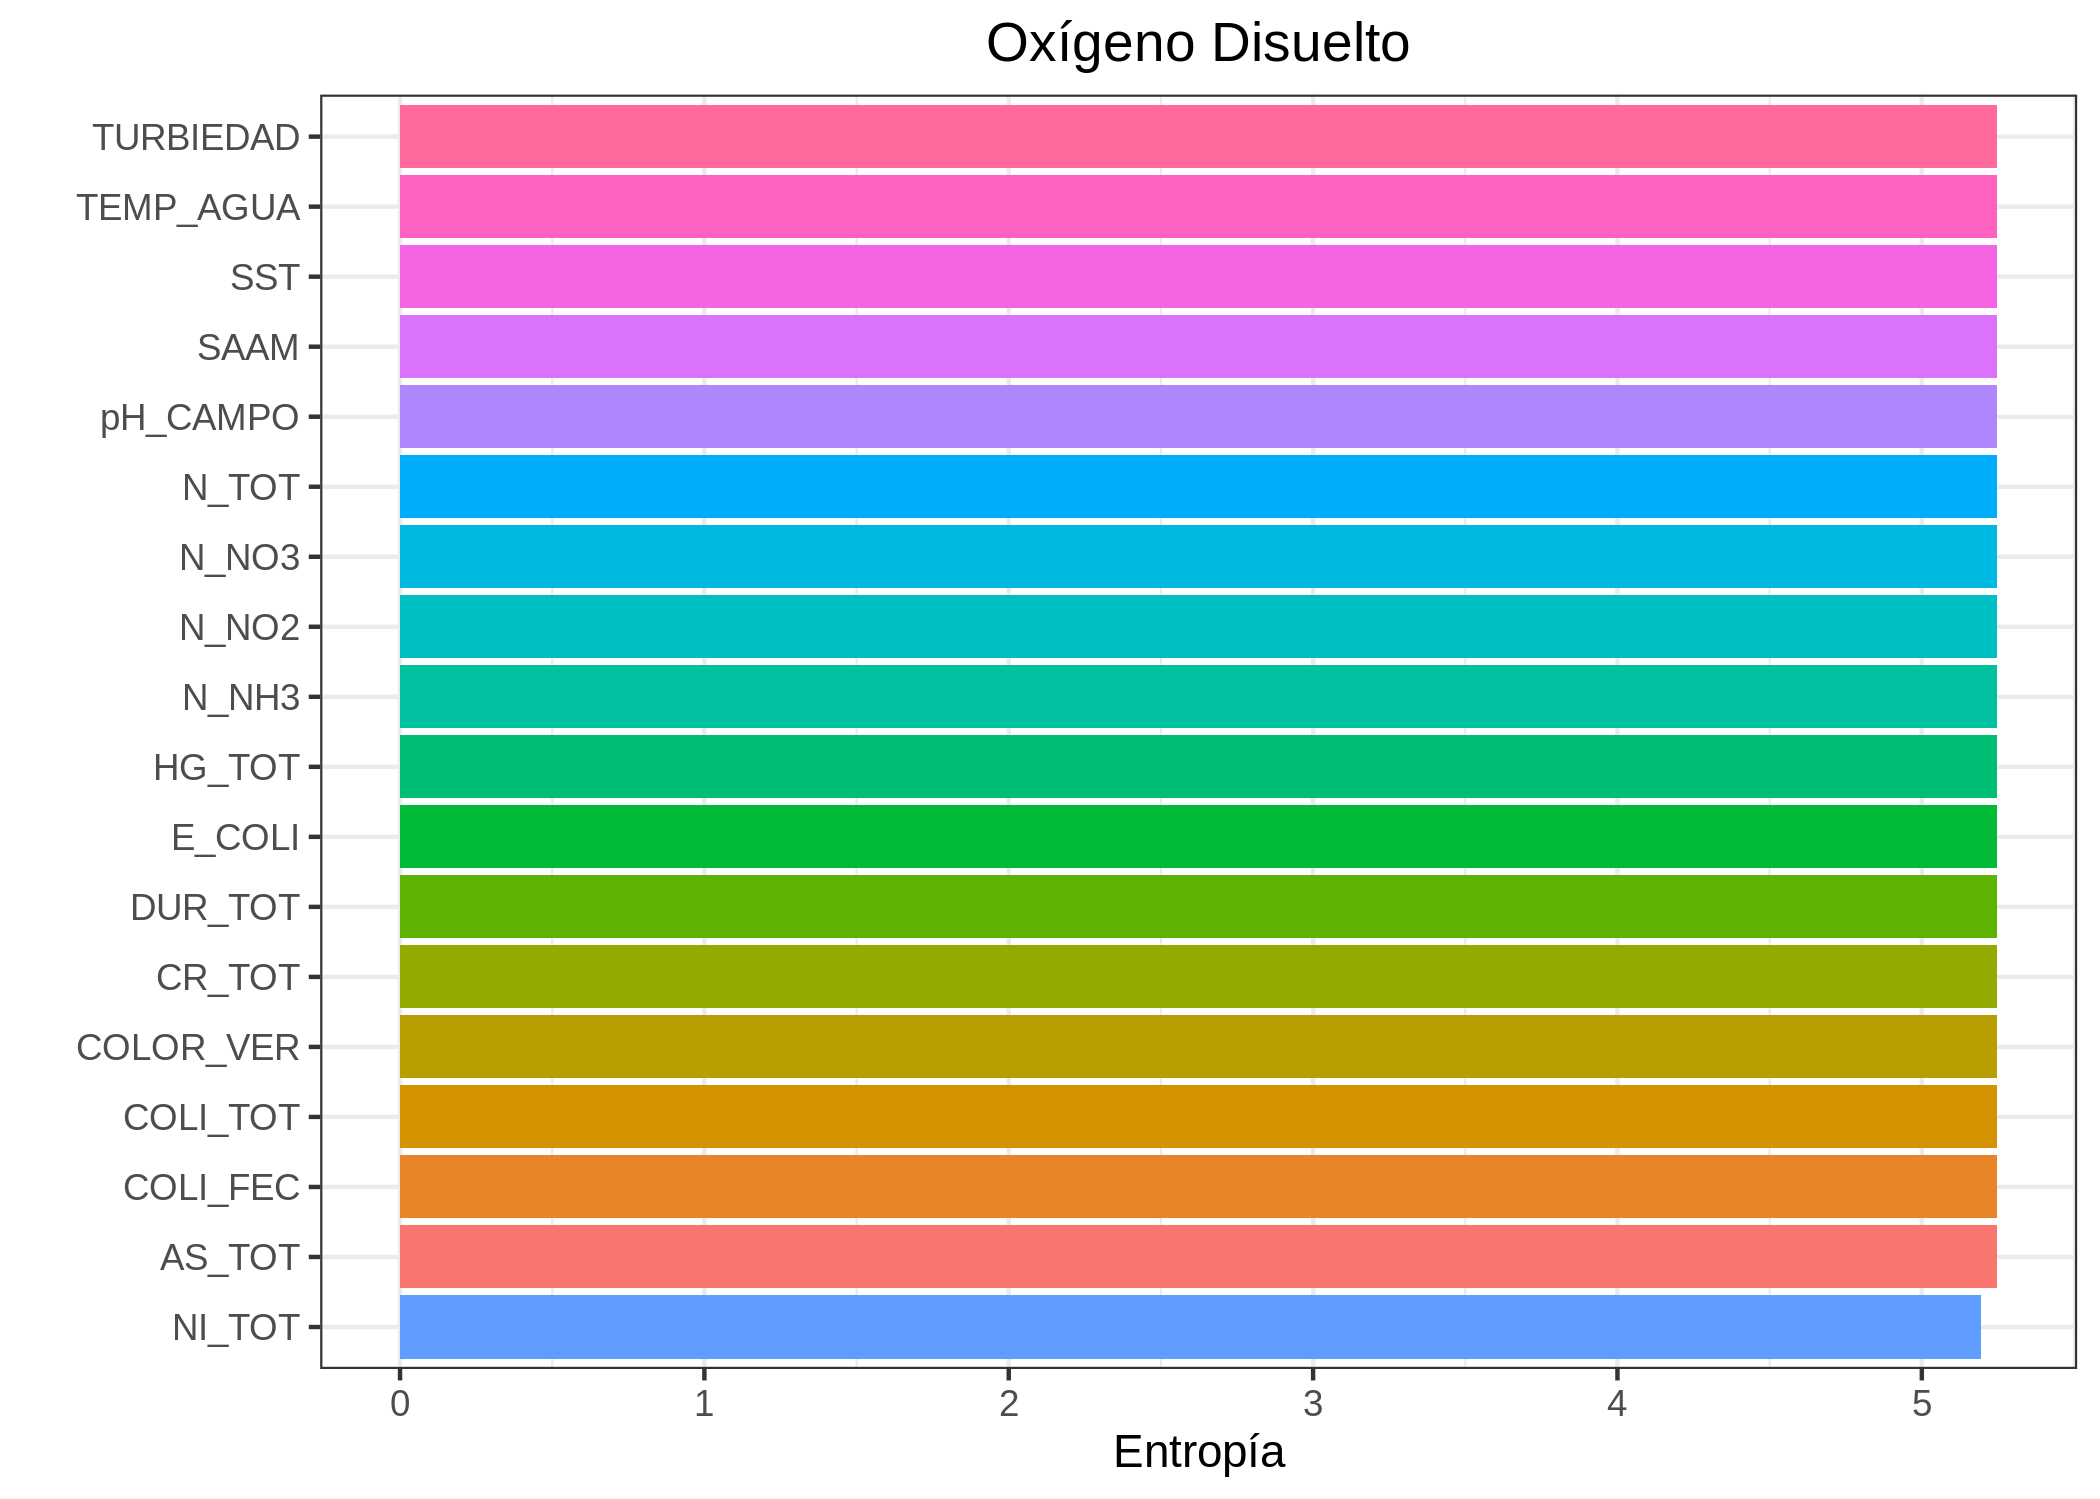 Oxígeno Disuelto
TURBIEDAD
TEMP_AGUA
SST
SAAM
pH_CAMPO
N_TOT
N_NO3
N_NO2
N_NH3
HG_TOT
E_COLI
DUR_TOT
CR_TOT
COLOR_VER
COLI_TOT
COLI_FEC
AS_TOT
NI_TOT
0 1 2 3 4 5
Entropía